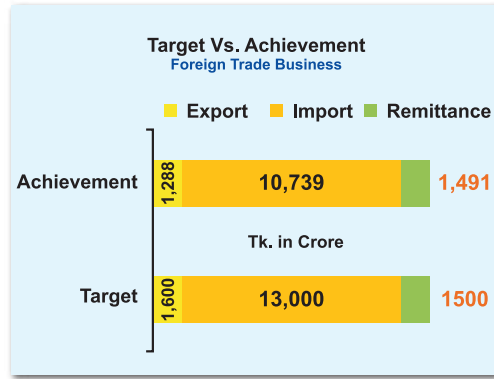 Target Vs. Achievement
Foreign Trade Business
Export Import Remittance
Achievement 1,288 10,739 1,491
Tk. in Crore
Target 1,600 13,000 1500